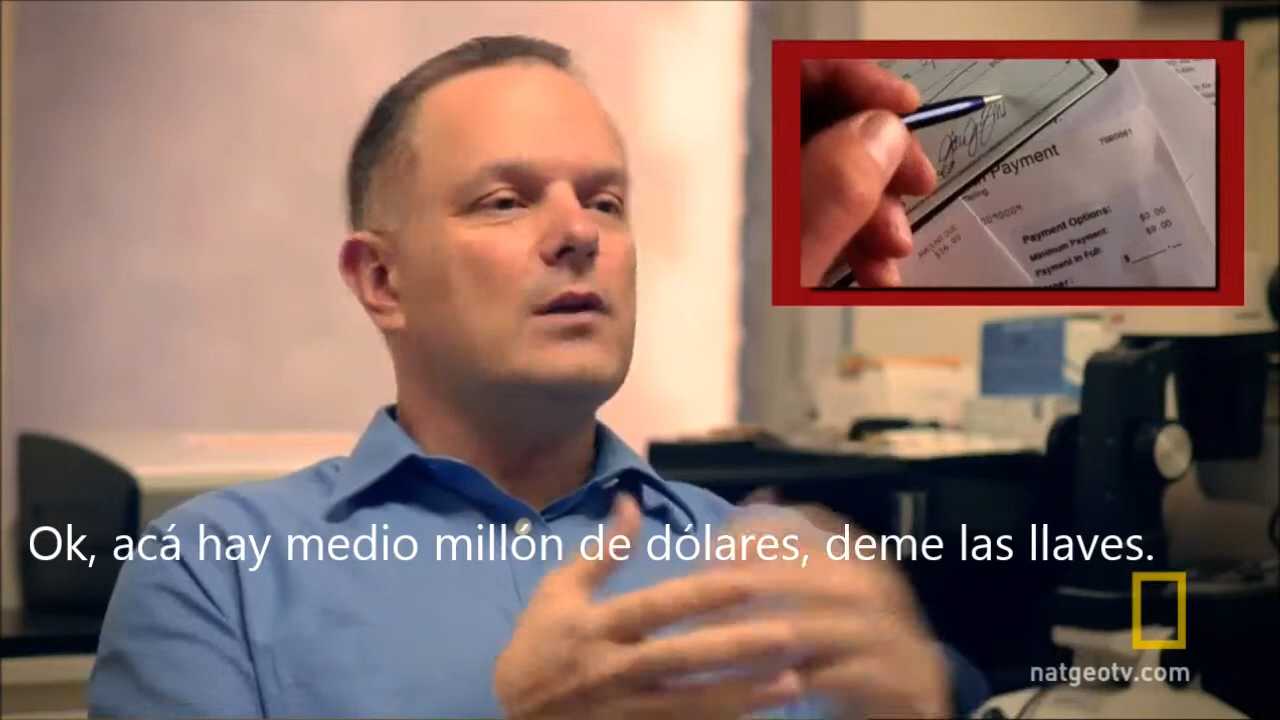 7080061
Payment
Payment Options:
Minimum Payment:
Payment In Full:
$0.00
$9.00
$
Ok, acá hay medio millón de dólares, deme las llaves.
natgeotv.com